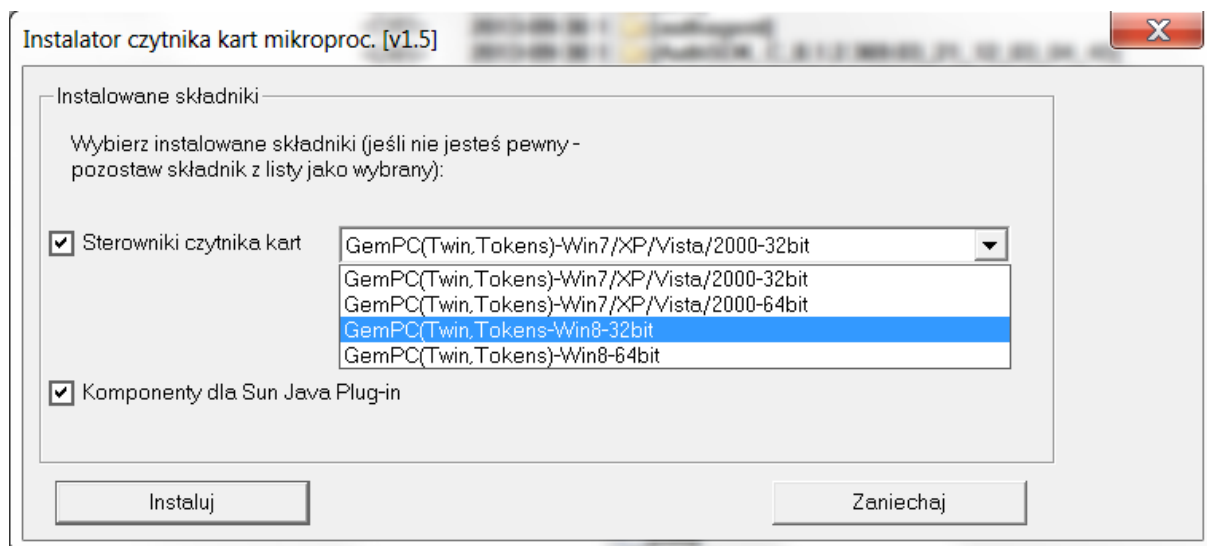 Instalator czytnika kart mikroproc. [v1.5]
Instalowane składniki
Wybierz instalowane składniki (jeśli nie jesteś pewny -
pozostaw składnik z listy jako wybrany):
Sterowniki czytnika kart
GemPC(Twin,Tokens)-Win7/XP/Vista/2000-32bit
GemPC(Twin,Tokens)-Win7/XP/Vista/2000-32bit
GemPC(Twin,Tokens)-Win7/XP/Vista/2000-64bit
GemPC(Twin,Tokens-Win8-32bit
GemPC(Twin,Tokens)-Win8-64bit
Komponenty dla Sun Java Plug-in
Instaluj
Zaniechaj